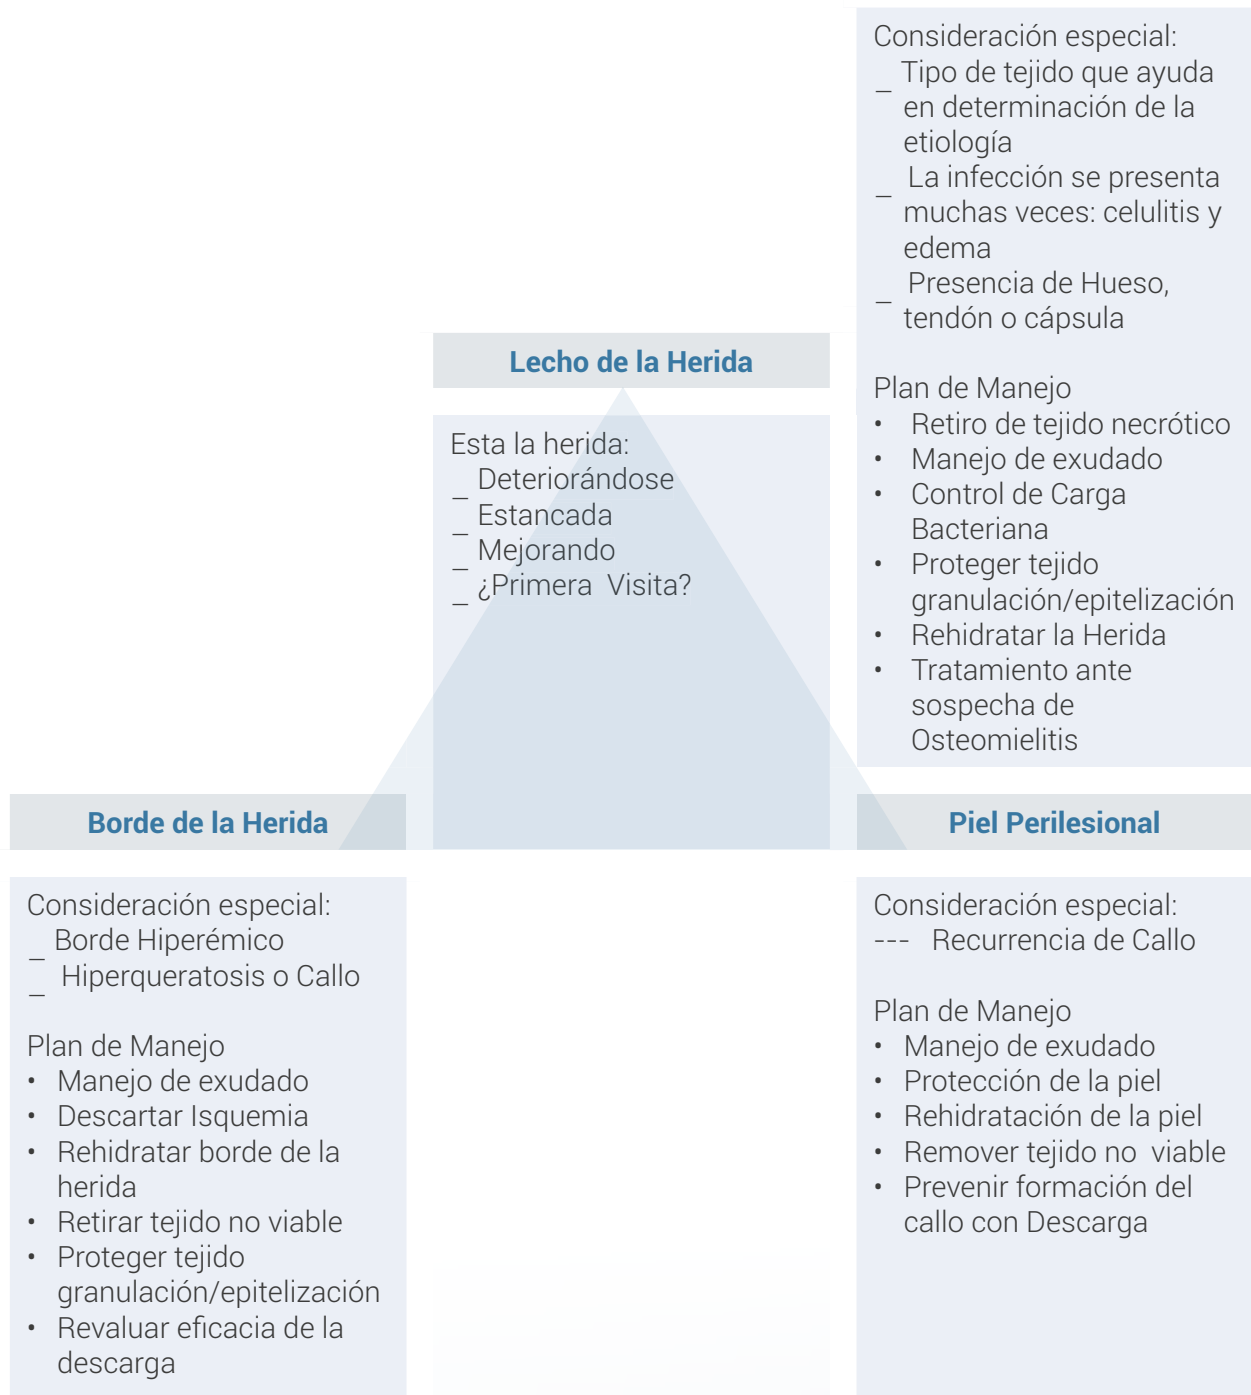 Consideración especial:
_ Tipo de tejido que ayuda
en determinación de la
etiología
_ La infección se presenta
muchas veces: celulitis y
edema
_ Presencia de Hueso,
tendón o cápsula
Plan de Manejo
• Retiro de tejido necrótico
• Manejo de exudado
• Control de Carga
Bacteriana
• Proteger tejido
granulación/epitelización
• Rehidratar la Herida
• Tratamiento ante
sospecha de
Osteomielitis
Lecho de la Herida
Esta la herida:
_ Deteriorándose
_ Estancada
_ Mejorando
_ ¿Primera Visita?
Borde de la Herida
Consideración especial:
_ Borde Hiperémico
_ Hiperqueratosis o Callo
Plan de Manejo
• Manejo de exudado
• Descartar Isquemia
• Rehidratar borde de la
herida
• Retirar tejido no viable
• Proteger tejido
granulación/epitelización
• Revaluar eficacia de la
descarga
Piel Perilesional
Consideración especial:
--- Recurrencia de Callo
Plan de Manejo
• Manejo de exudado
• Protección de la piel
• Rehidratación de la piel
• Remover tejido no viable
• Prevenir formación del
callo con Descarga